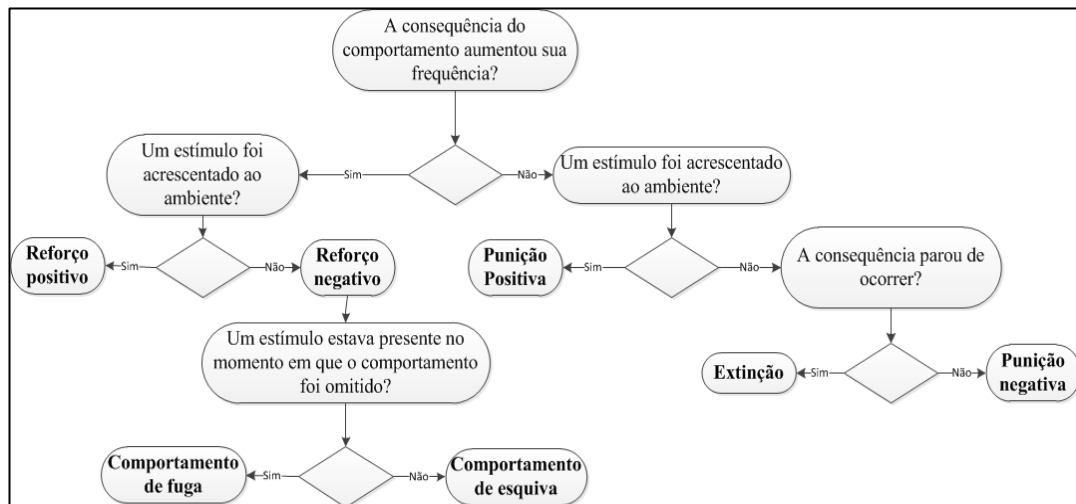 A consequência do
comportamento aumentou sua
frequência?
Um estímulo foi
acrescentado ao
ambiente?
Sim
Não
Um estímulo foi acrescentado
ao ambiente?
Reforço
positivo
Sim
Não
Reforço
negativo
Punição
Positiva
Sim
Não
A consequência parou de
ocorrer?
Um estímulo estava presente no
momento em que o comportamento
foi omitido?
Extinção
Sim
Não
Punição
negativa
Comportamento
de fuga
Sim
Não
Comportamento
de esquiva